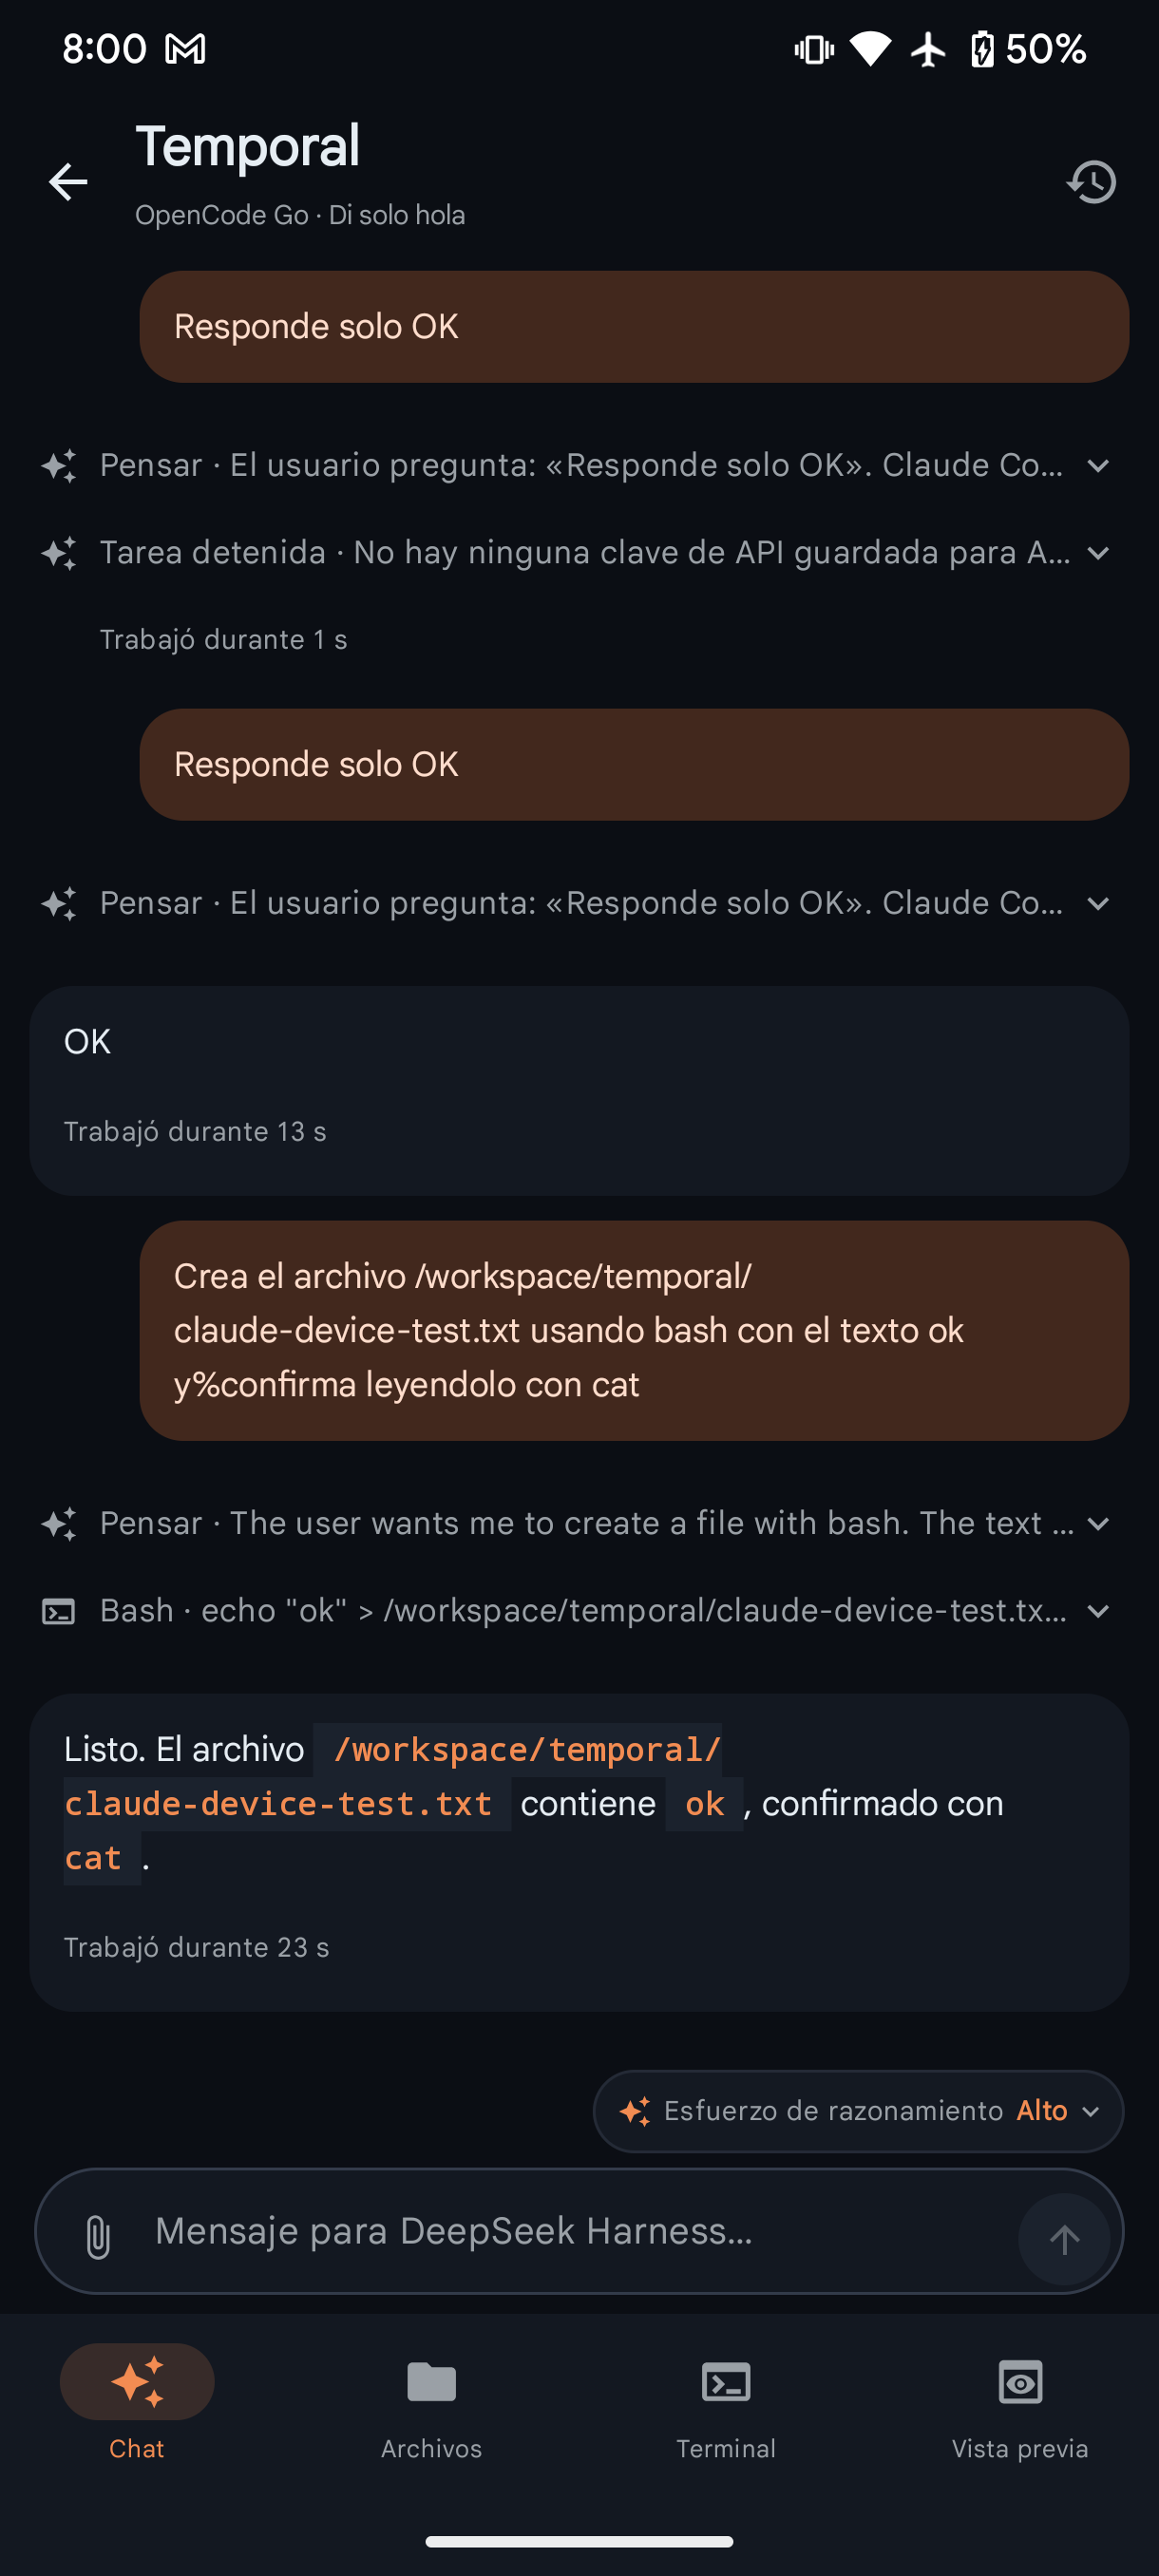 8:00
50%
Temporal
OpenCode Go · Di solo hola
Responde solo OK
Pensar · El usuario pregunta: «Responde solo OK». Claude Co...
Tarea detenida · No hay ninguna clave de API guardada para A...
Trabajó durante 1 s
Responde solo OK
Pensar · El usuario pregunta: «Responde solo OK». Claude Co...
OK
Trabajó durante 13 s
Crea el archivo /workspace/temporal/
claude-device-test.txt usando bash con el texto ok
y%confirma leyendolo con cat
Pensar · The user wants me to create a file with bash. The text ...
Bash · echo "ok" > /workspace/temporal/claude-device-test.tx...
Listo. El archivo /workspace/temporal/
claude-device-test.txt contiene ok , confirmado con
cat .
Trabajó durante 23 s
Esfuerzo de razonamiento Alto
Mensaje para DeepSeek Harness...
Chat
Archivos
Terminal
Vista previa